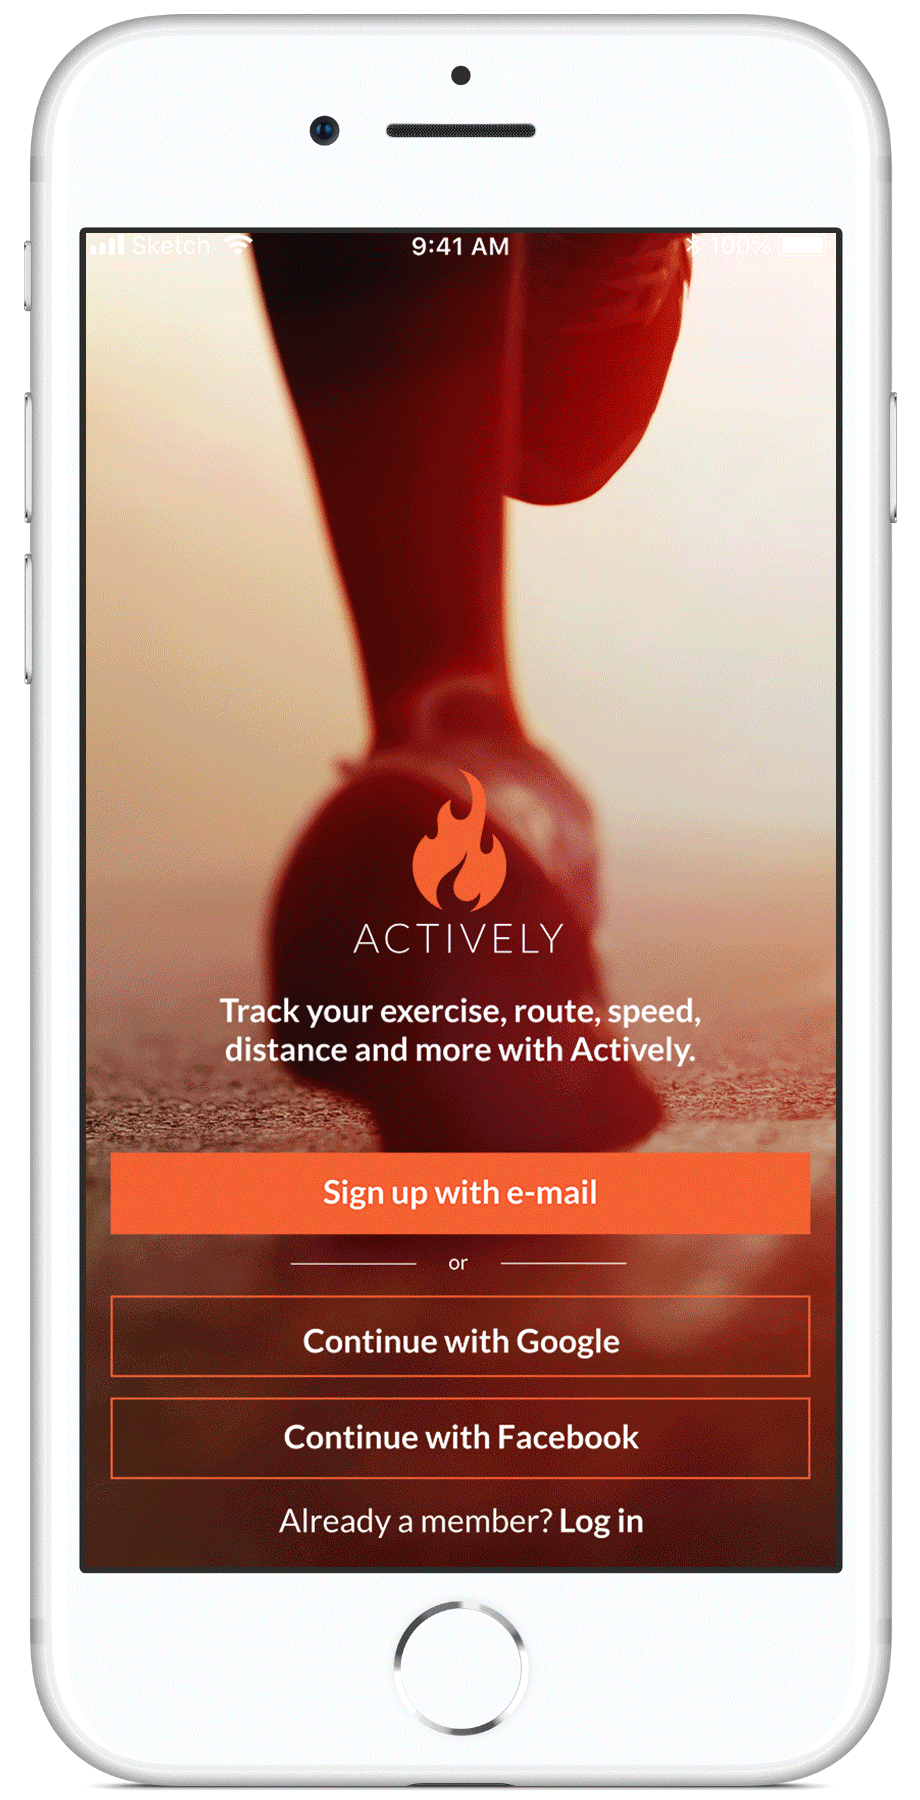 Sketch 9:41 AM 100%
ACTIVELY
Track your exercise, route, speed,
distance and more with Actively.
Sign up with e-mail
or
Continue with Google
Continue with Facebook
Already a member? Log in